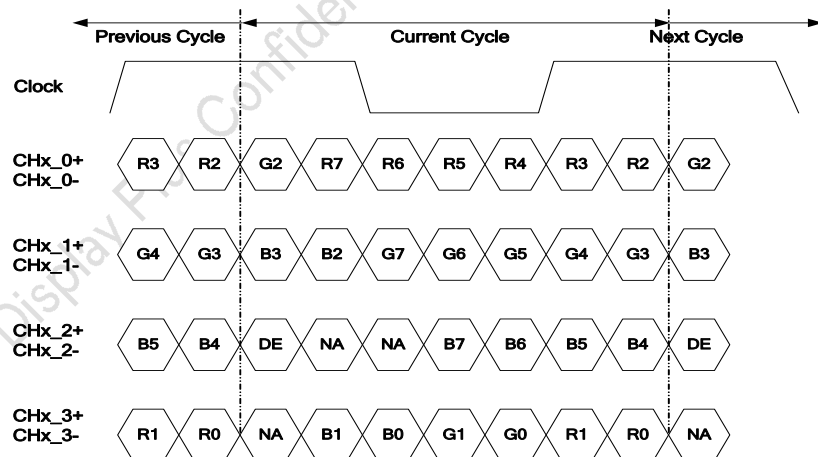 Previous Cycle Current Cycle Next Cycle
Clock
CHx_0+
CHx_0-
R3 R2 G2 R7 R6 R5 R4 R3 R2 G2
CHx_1+
CHx_1-
G4 G3 B3 B2 G7 G6 G5 G4 G3 B3
CHx_2+
CHx_2-
B5 B4 DE NA NA B7 B6 B5 B4 DE
CHx_3+
CHx_3-
R1 R0 NA B1 B0 G1 G0 R1 R0 NA
Display